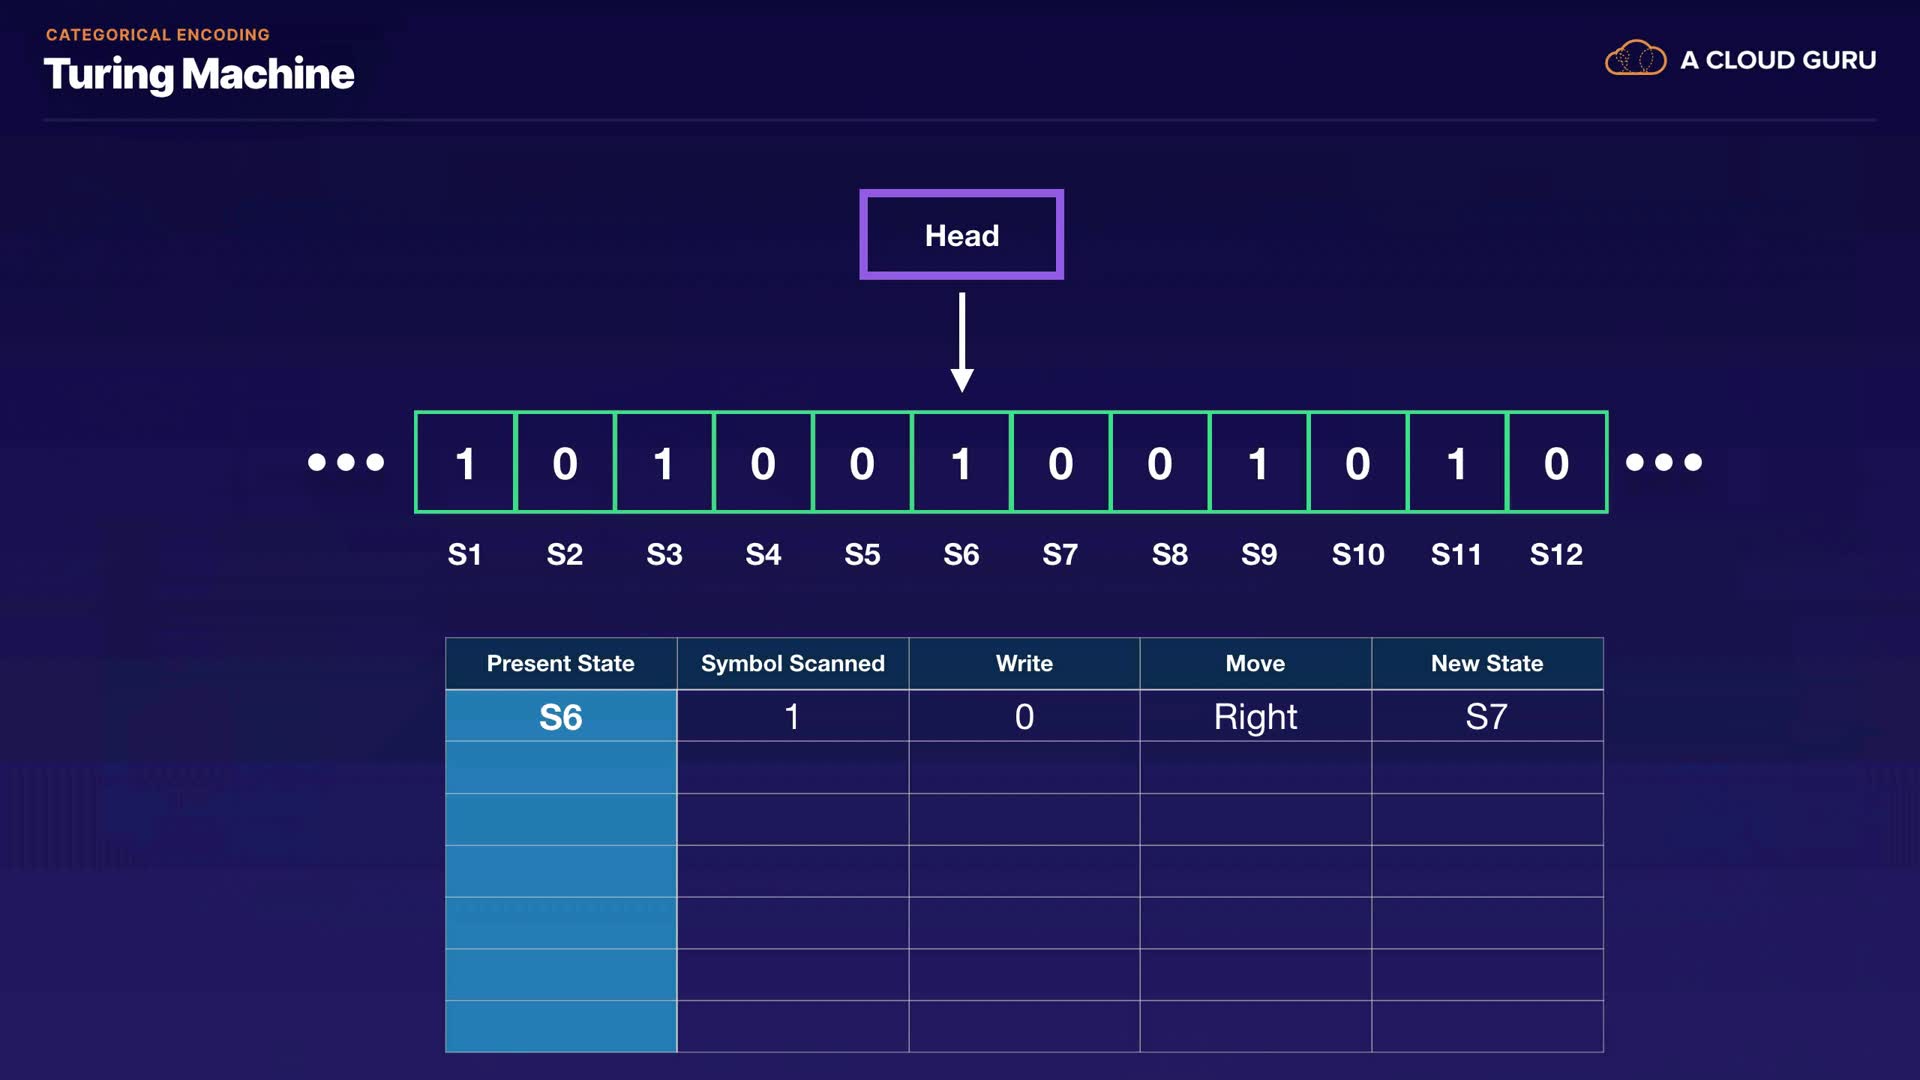 CATEGORICAL ENCODING
Turing Machine
A CLOUD GURU
Head
1 0 1 0 0 1 0 0 1 0 1 0
S1 S2 S3 S4 S5 S6 S7 S8 S9 S10 S11 S12
Present State Symbol Scanned Write Move New State
S6 1 0 Right S7